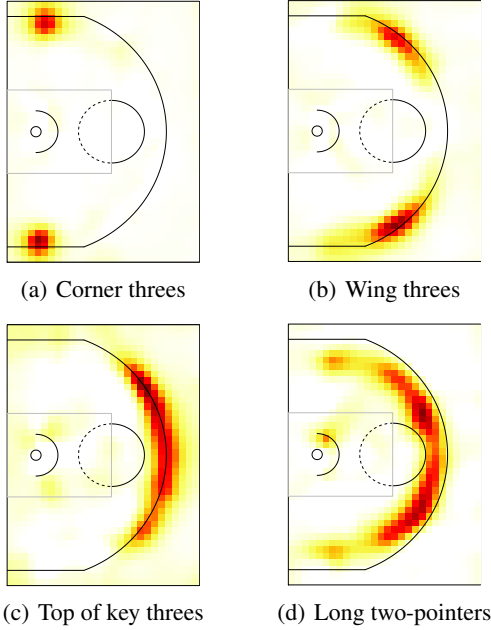 (a) Corner threes
(b) Wing threes
(c) Top of key threes
(d) Long two-pointers